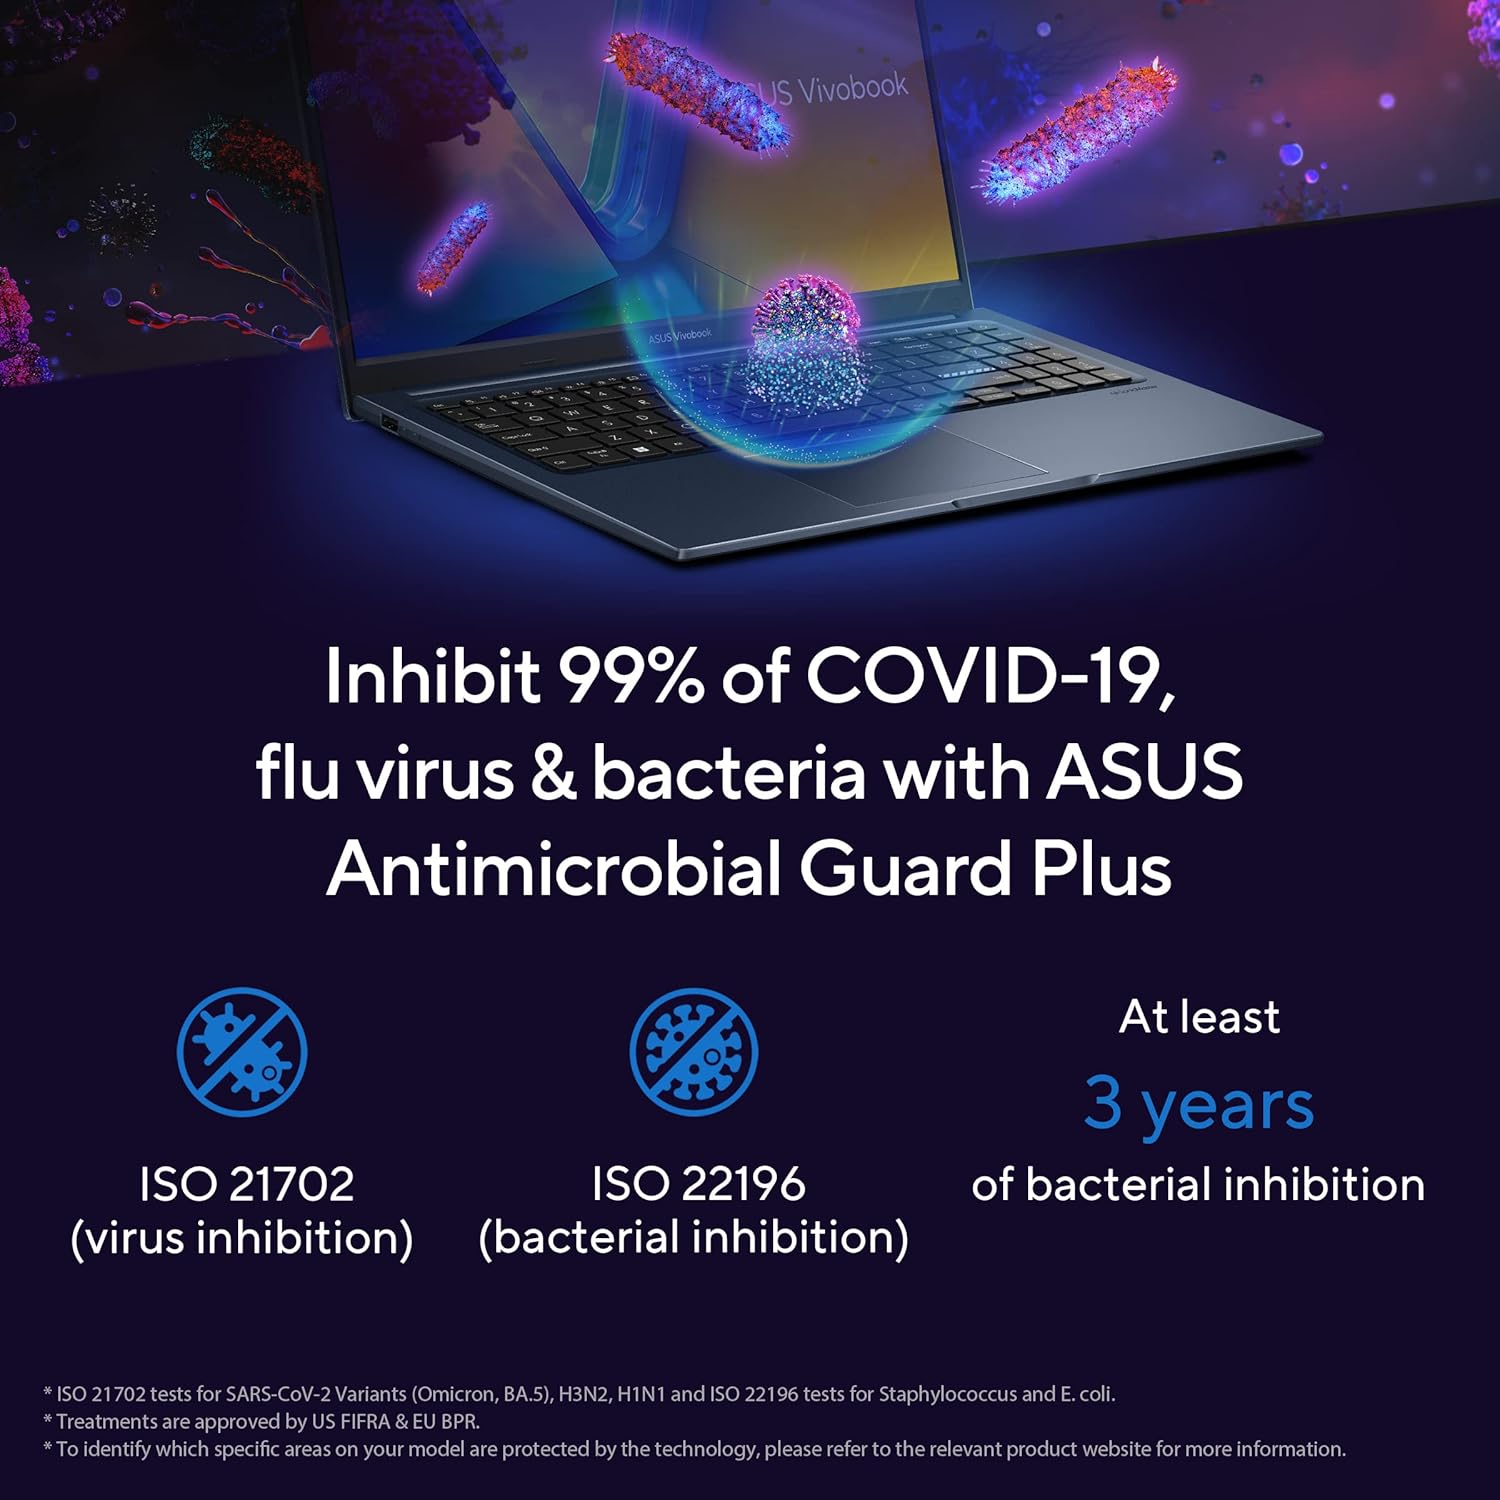 US Vivobook
ASUS Vivobook
Inhibit 99% of COVID-19,
flu virus & bacteria with ASUS
Antimicrobial Guard Plus
ISO 21702
(virus inhibition)
ISO 22196
(bacterial inhibition)
At least
3 years
of bacterial inhibition
* ISO 21702 tests for SARS-CoV-2 Variants (Omicron, BA.5), H3N2, H1N1 and ISO 22196 tests for Staphylococcus and E. coli.
* Treatments are approved by US FIFRA & EU BPR.
* To identify which specific areas on your model are protected by the technology, please refer to the relevant product website for more information.